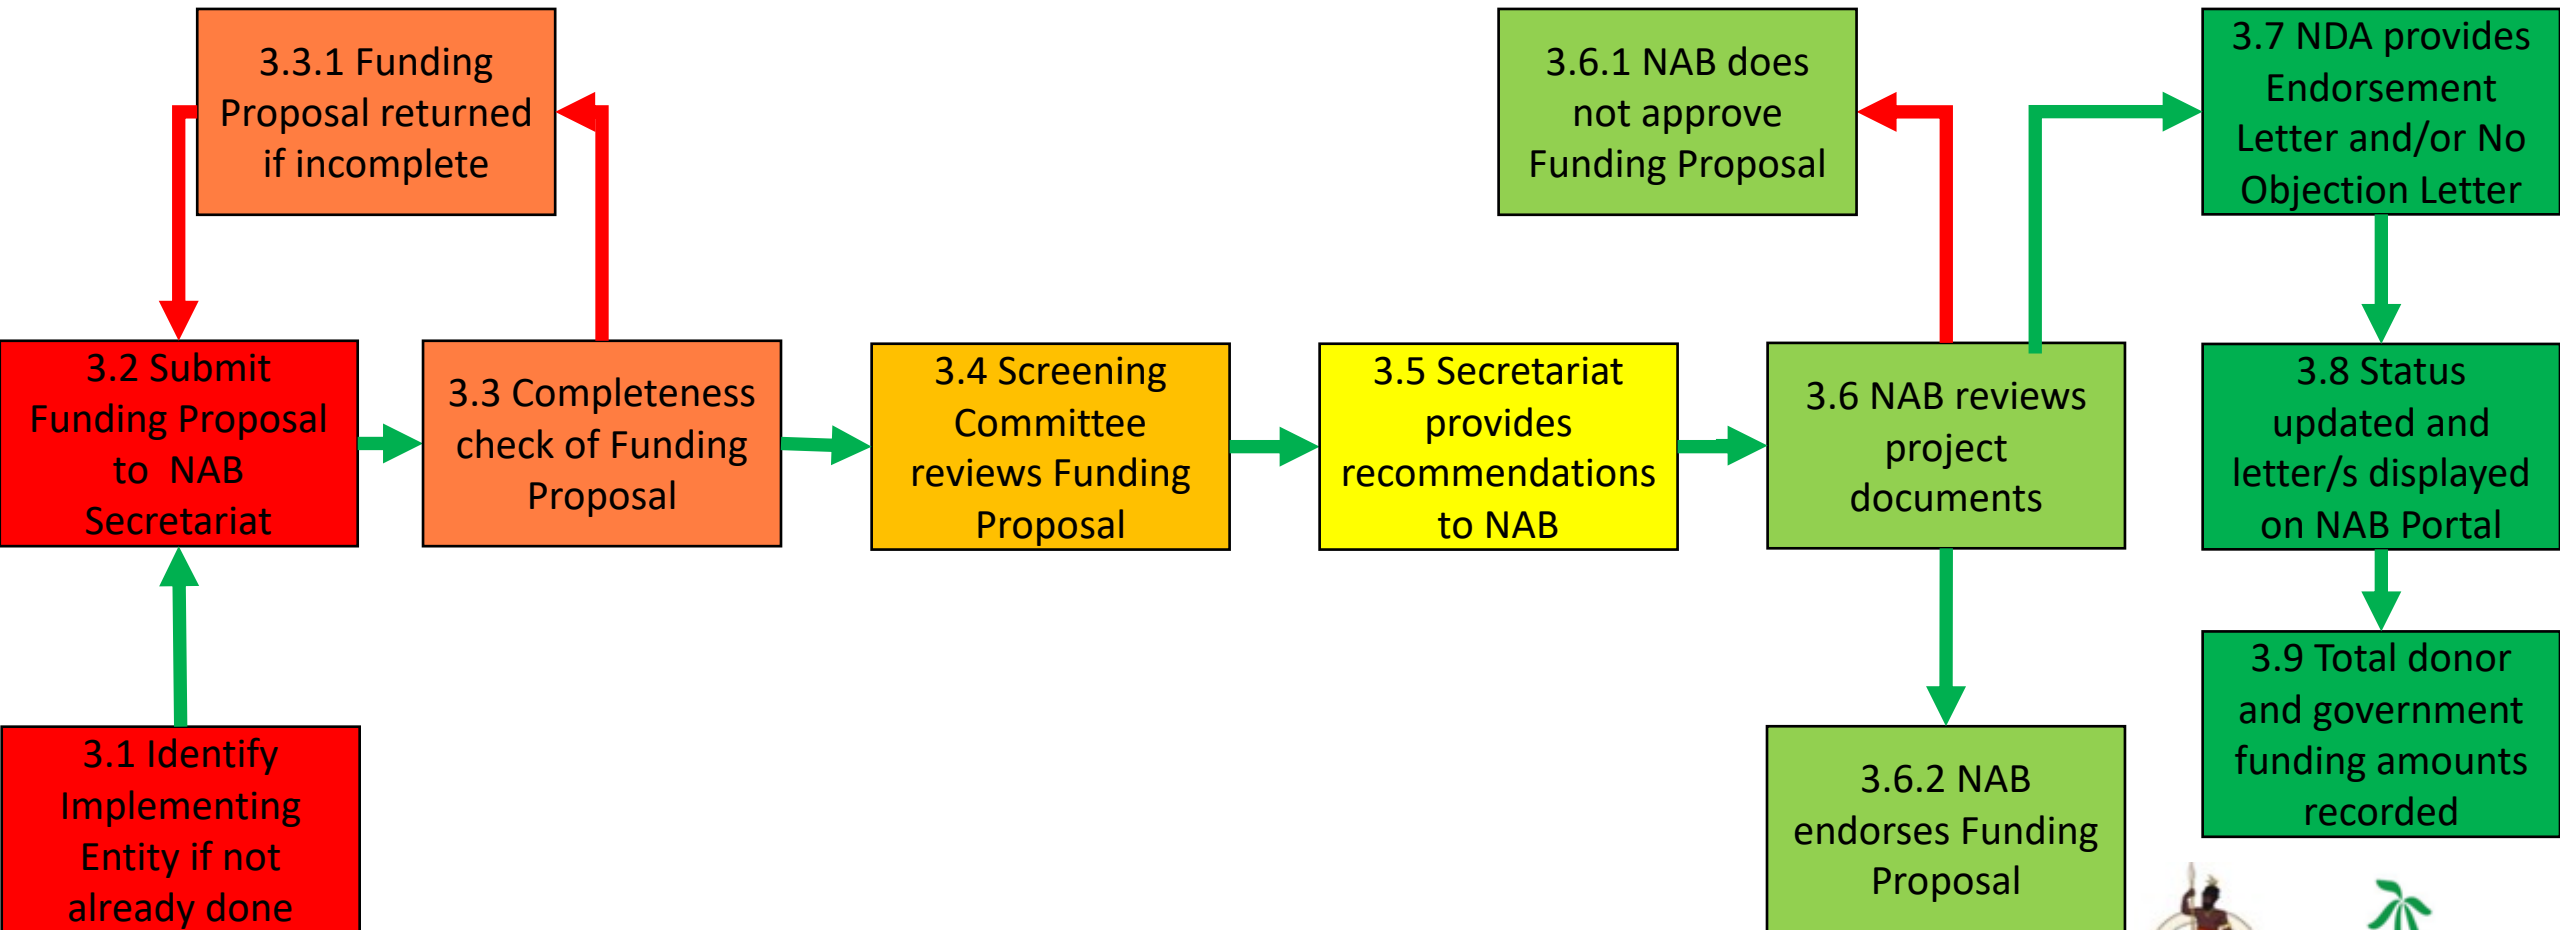 3.3.1 Funding
Proposal returned
if incomplete
3.6.1 NAB does
not approve
Funding Proposal
3.7 NDA provides
Endorsement
Letter and/or No
Objection Letter
3.2 Submit
Funding Proposal
to NAB
Secretariat
3.3 Completeness
check of Funding
Proposal
3.4 Screening
Committee
reviews Funding
Proposal
3.5 Secretariat
provides
recommendations
to NAB
3.6 NAB reviews
project
documents
3.8 Status
updated and
letter/s displayed
on NAB Portal
3.1 Identify
Implementing
Entity if not
already done
3.6.2 NAB
endorses Funding
Proposal
3.9 Total donor
and government
funding amounts
recorded